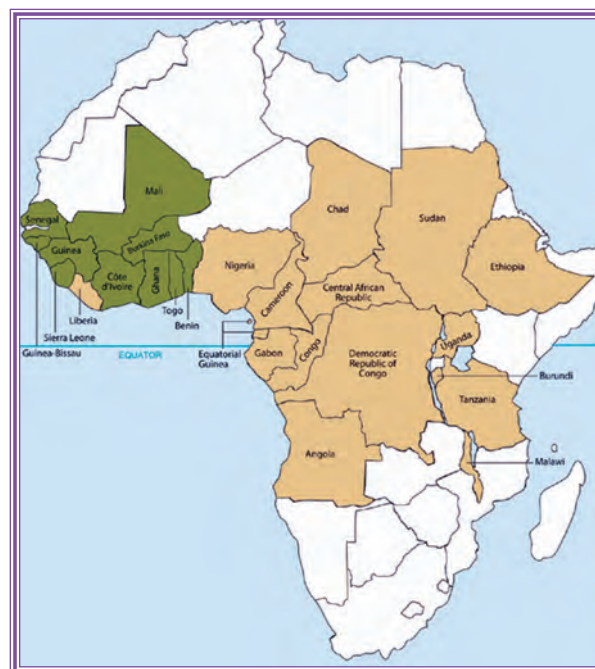 Mali
Senegal
Chad
Sudan
Burkina Faso
Guinea
Nigeria
Ethiopia
Côte
d'Ivoire
Ghana
Cameroon
Central African
Republic
Liberia
Togo
Benin
Sierra Leone
Guinea-Bissau
EQUATOR
Equatorial
Guinea
Gabon
Congo
Democratic
Republic of
Congo
Uganda
Burundi
Tanzania
Angola
Malawi